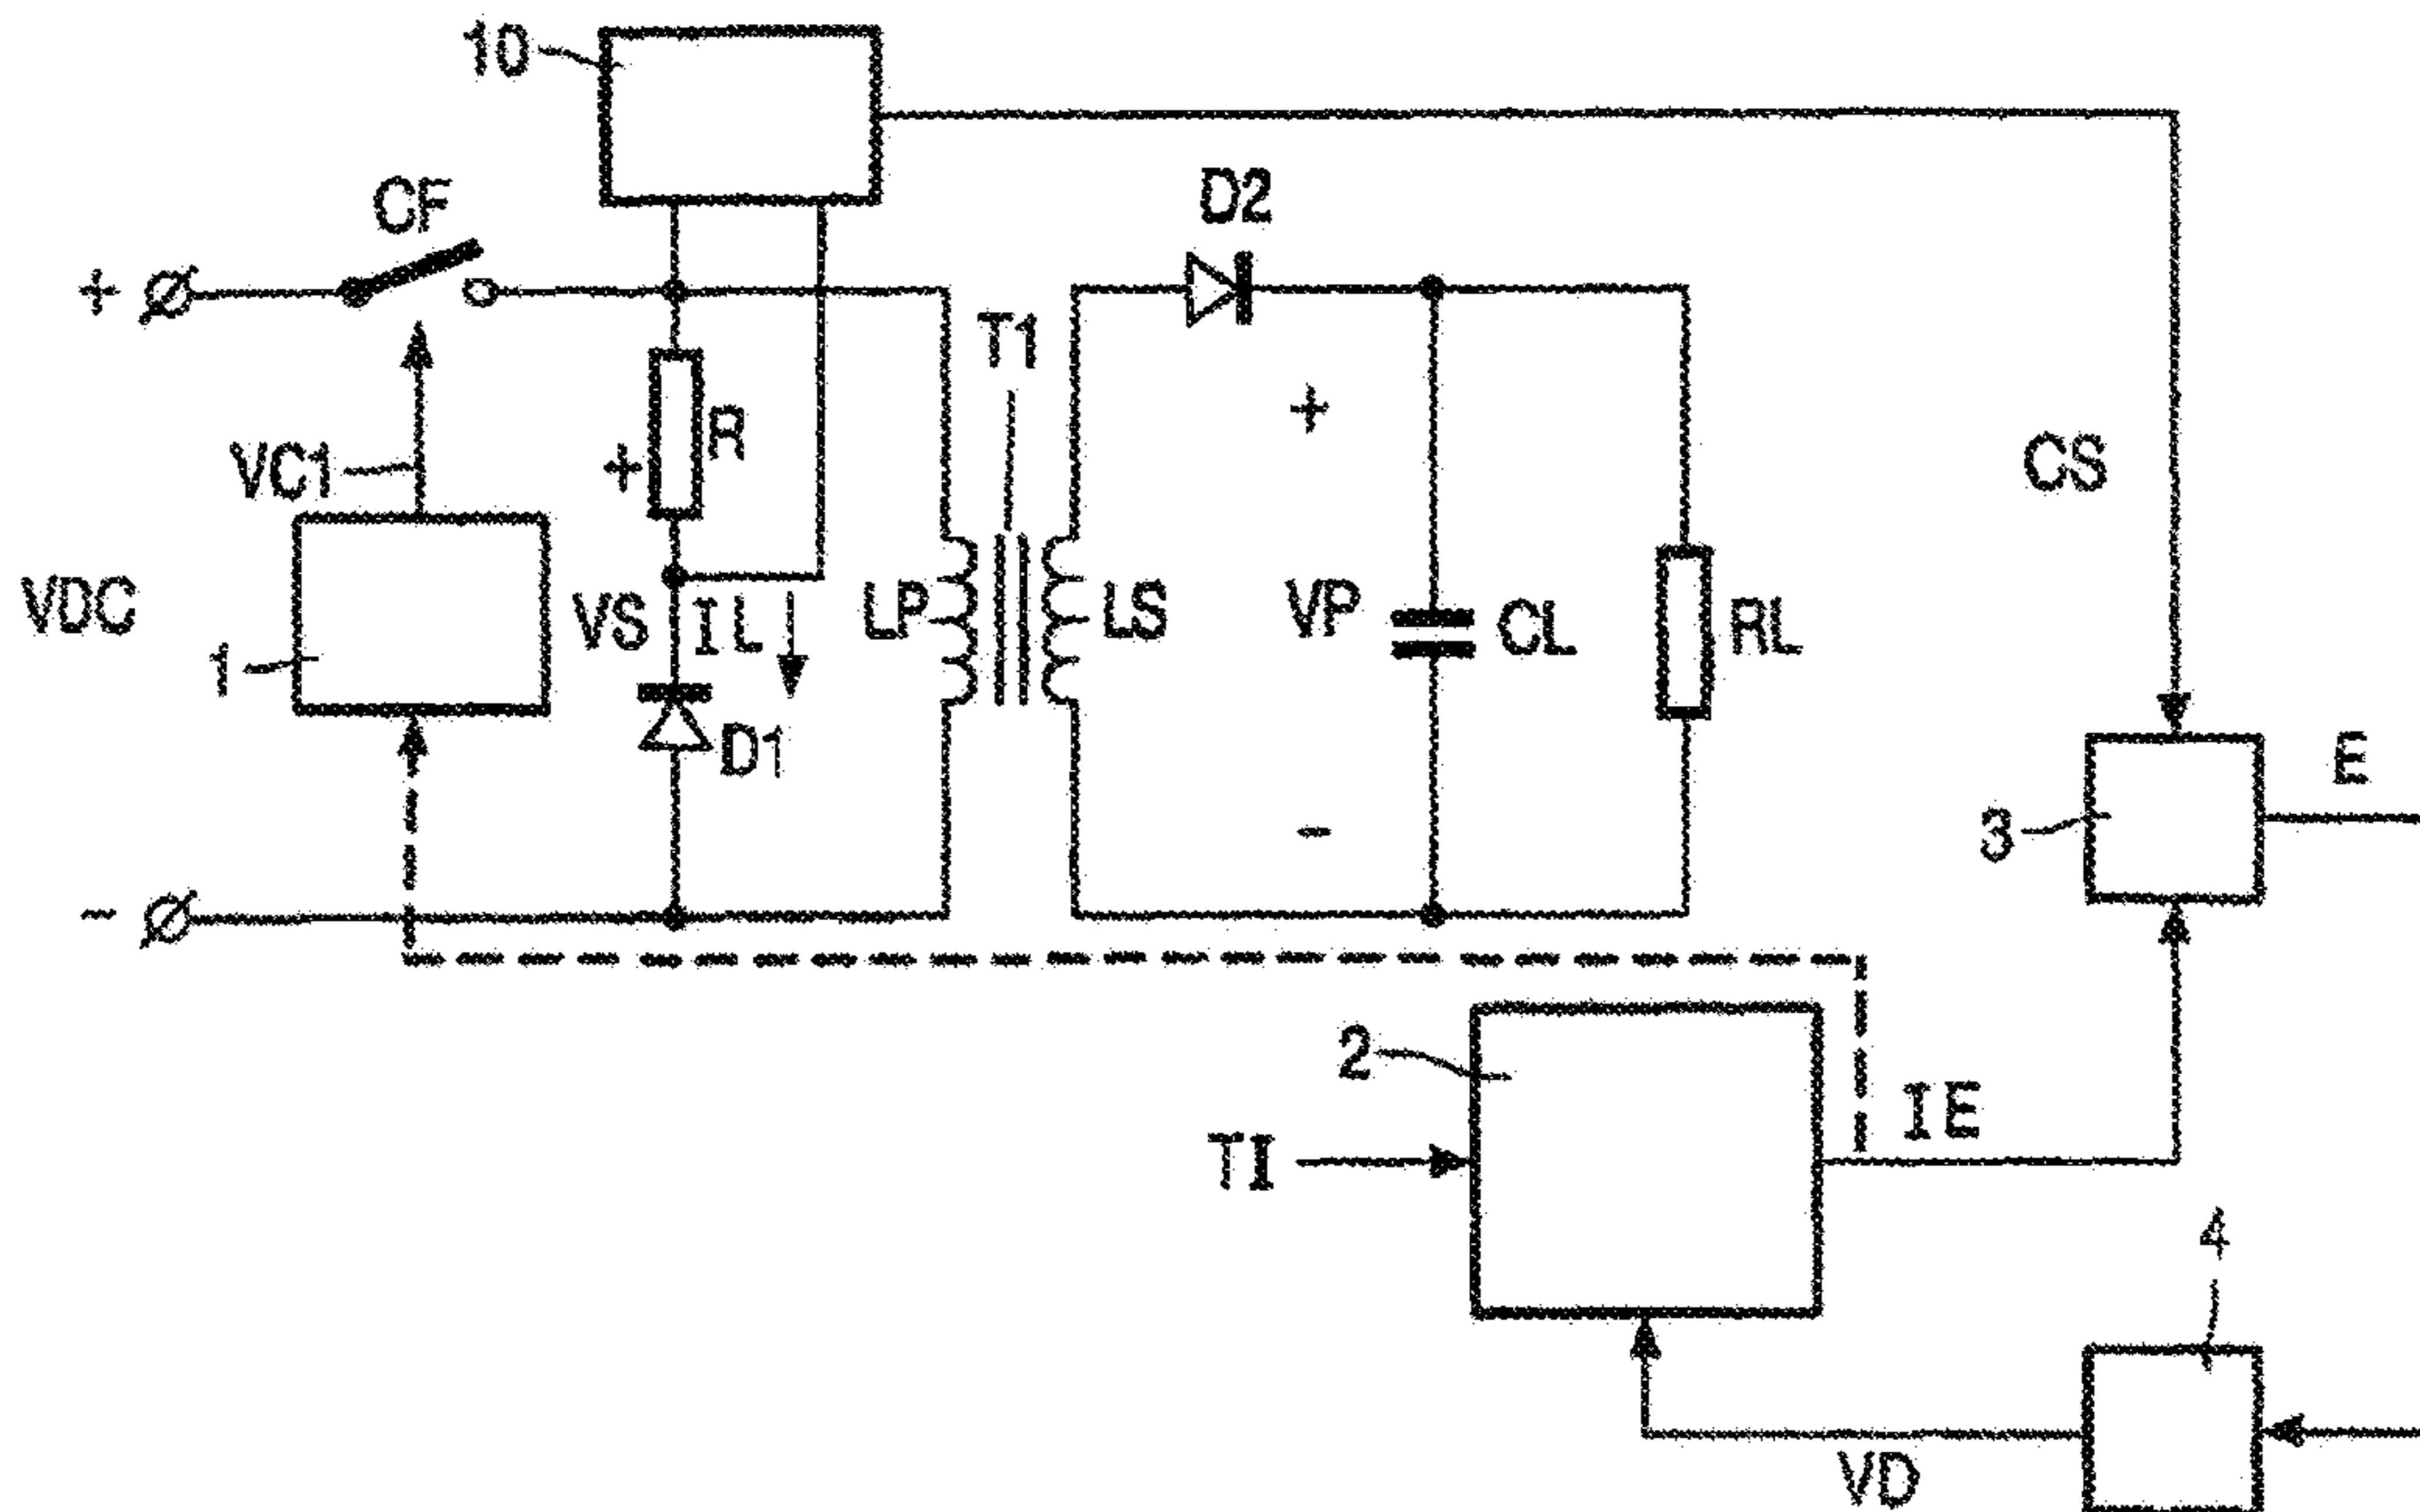 10
CF
D2
+
T1
+
R
+
VC1
CS
VDC
1
VS
IL
LP
LS
VP
CL
RL
D1
E
3
-
-
2
IE
TI
4
VD